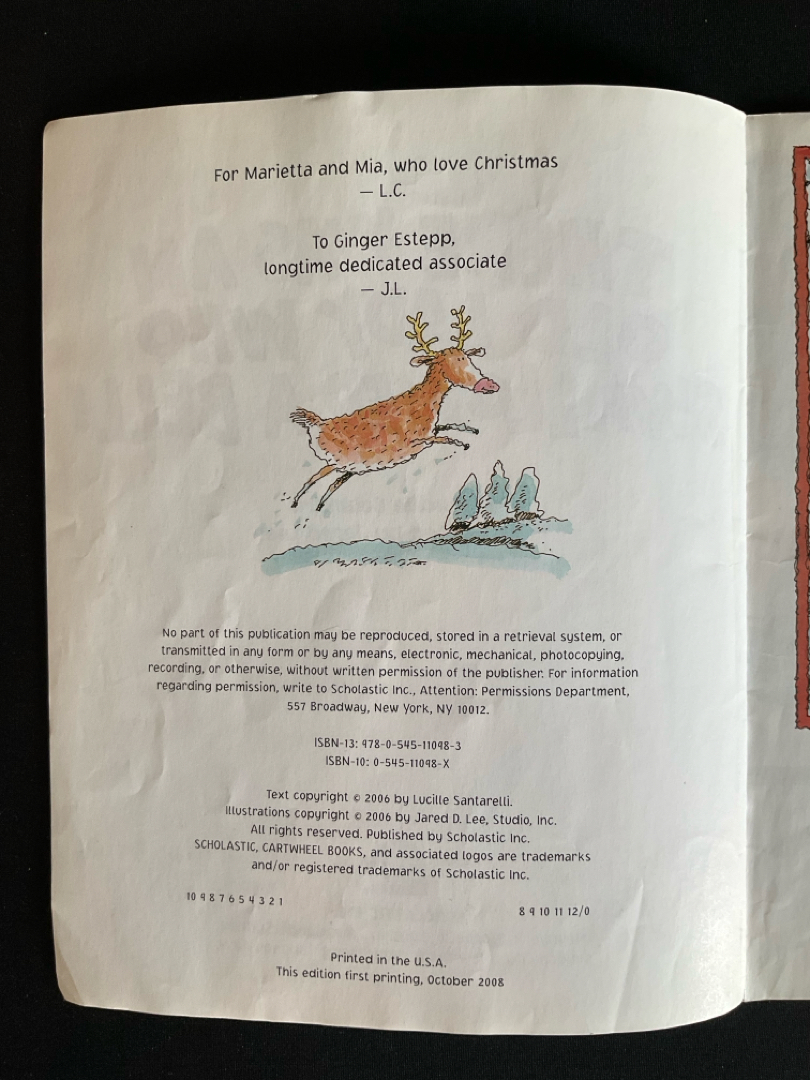 For Marietta and Mia, who love Christmas
— L.C.
To Ginger Estepp,
longtime dedicated associate
— J.L.
No part of this publication may be reproduced, stored in a retrieval system, or
transmitted in any form or by any means, electronic, mechanical, photocopying,
recording, or otherwise, without written permission of the publisher. For information
regarding permission, write to Scholastic Inc., Attention: Permissions Department,
557 Broadway, New York, NY 10012.
ISBN-13: 978-0-545-11098-3
ISBN-10: 0-545-11098-X
Text copyright © 2006 by Lucille Santarelli.
Illustrations copyright © 2006 by Jared D. Lee, Studio, Inc.
All rights reserved. Published by Scholastic Inc.
SCHOLASTIC, CARTWHEEL BOOKS, and associated logos are trademarks
and/or registered trademarks of Scholastic Inc.
10 9 8 7 6 5 4 3 2 1
8 9 10 11 12/0
Printed in the U.S.A.
This edition first printing, October 2008